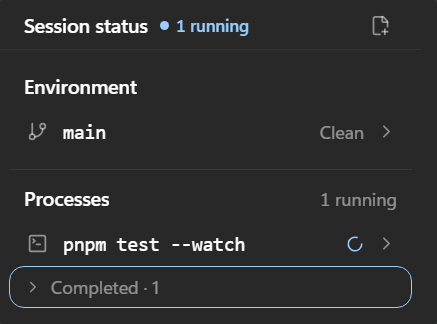 Session status 1 running
Environment
main Clean
Processes 1 running
pnpm test --watch
Completed · 1